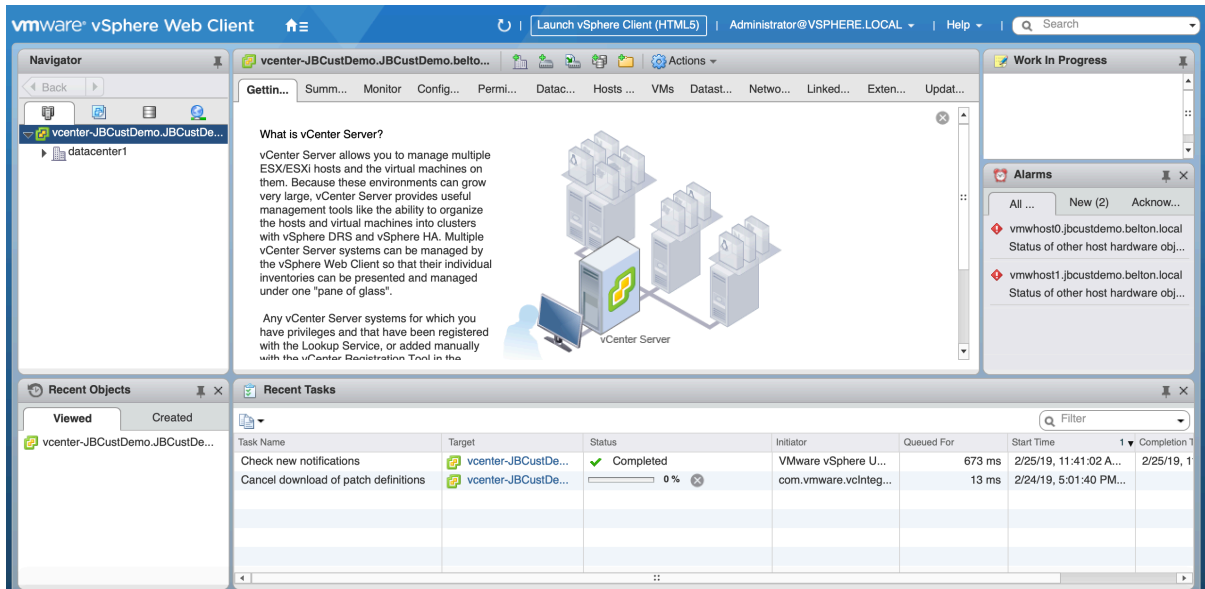 vmware® vSphere Web Client
Launch vSphere Client (HTML5)
Administrator@VSPHERE.LOCAL
Help
Search
Navigator
Back
vcenter-JBCustDemo.JBCustDe...
datacenter1
vcenter-JBCustDemo.JBCustDemo.belto...
Actions
Gettin...
Summ...
Monitor
Config...
Permi...
Datac...
Hosts ...
VMs
Datast...
Netwo...
Linked...
Exten...
Updat...
What is vCenter Server?
vCenter Server allows you to manage multiple
ESX/ESXi hosts and the virtual machines on
them. Because these environments can grow
very large, vCenter Server provides useful
management tools like the ability to organize
the hosts and virtual machines into clusters
with vSphere DRS and vSphere HA. Multiple
vCenter Server systems can be managed by
the vSphere Web Client so that their individual
inventories can be presented and managed
under one "pane of glass".
Any vCenter Server systems for which you
have privileges and that have been registered
with the Lookup Service, or added manually
with the vCenter Registration Tool in the
vCenter Server
Work In Progress
Alarms
All ...
New (2)
Acknow...
vmwhost0.jbcustdemo.belton.local
Status of other host hardware obj...
vmwhost1.jbcustdemo.belton.local
Status of other host hardware obj...
Recent Objects
Viewed
Created
vcenter-JBCustDemo.JBCustDe...
Recent Tasks
Filter
Task Name
Target
Status
Initiator
Queued For
Start Time
1
Completion T
Check new notifications
vcenter-JBCustDe...
Completed
VMware vSphere U...
673 ms
2/25/19, 11:41:02 A...
2/25/19, 1
Cancel download of patch definitions
vcenter-JBCustDe...
0 %
com.vmware.vcInteg...
13 ms
2/24/19, 5:01:40 PM...